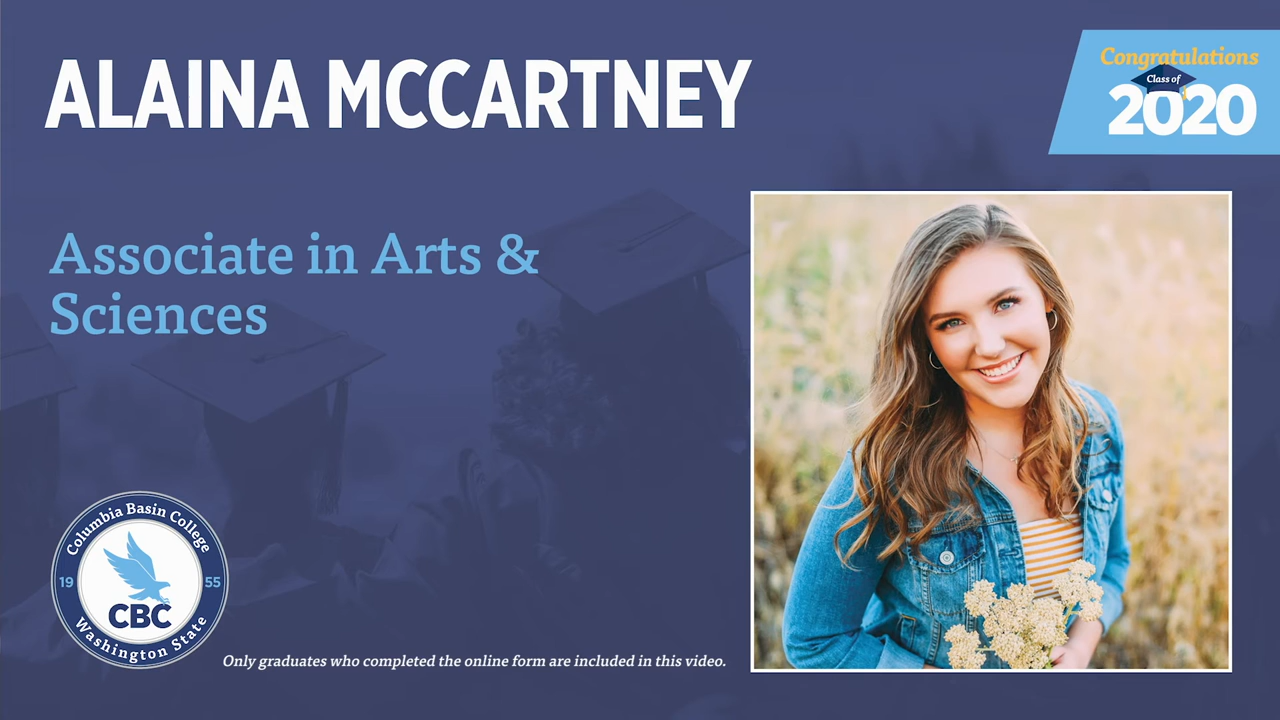 ALAINA MCCARTNEY
Congratulations
Class of
2020
Associate in Arts &
Sciences
Columbia Basin College
19 55
CBC
Washington State
Only graduates who completed the online form are included in this video.